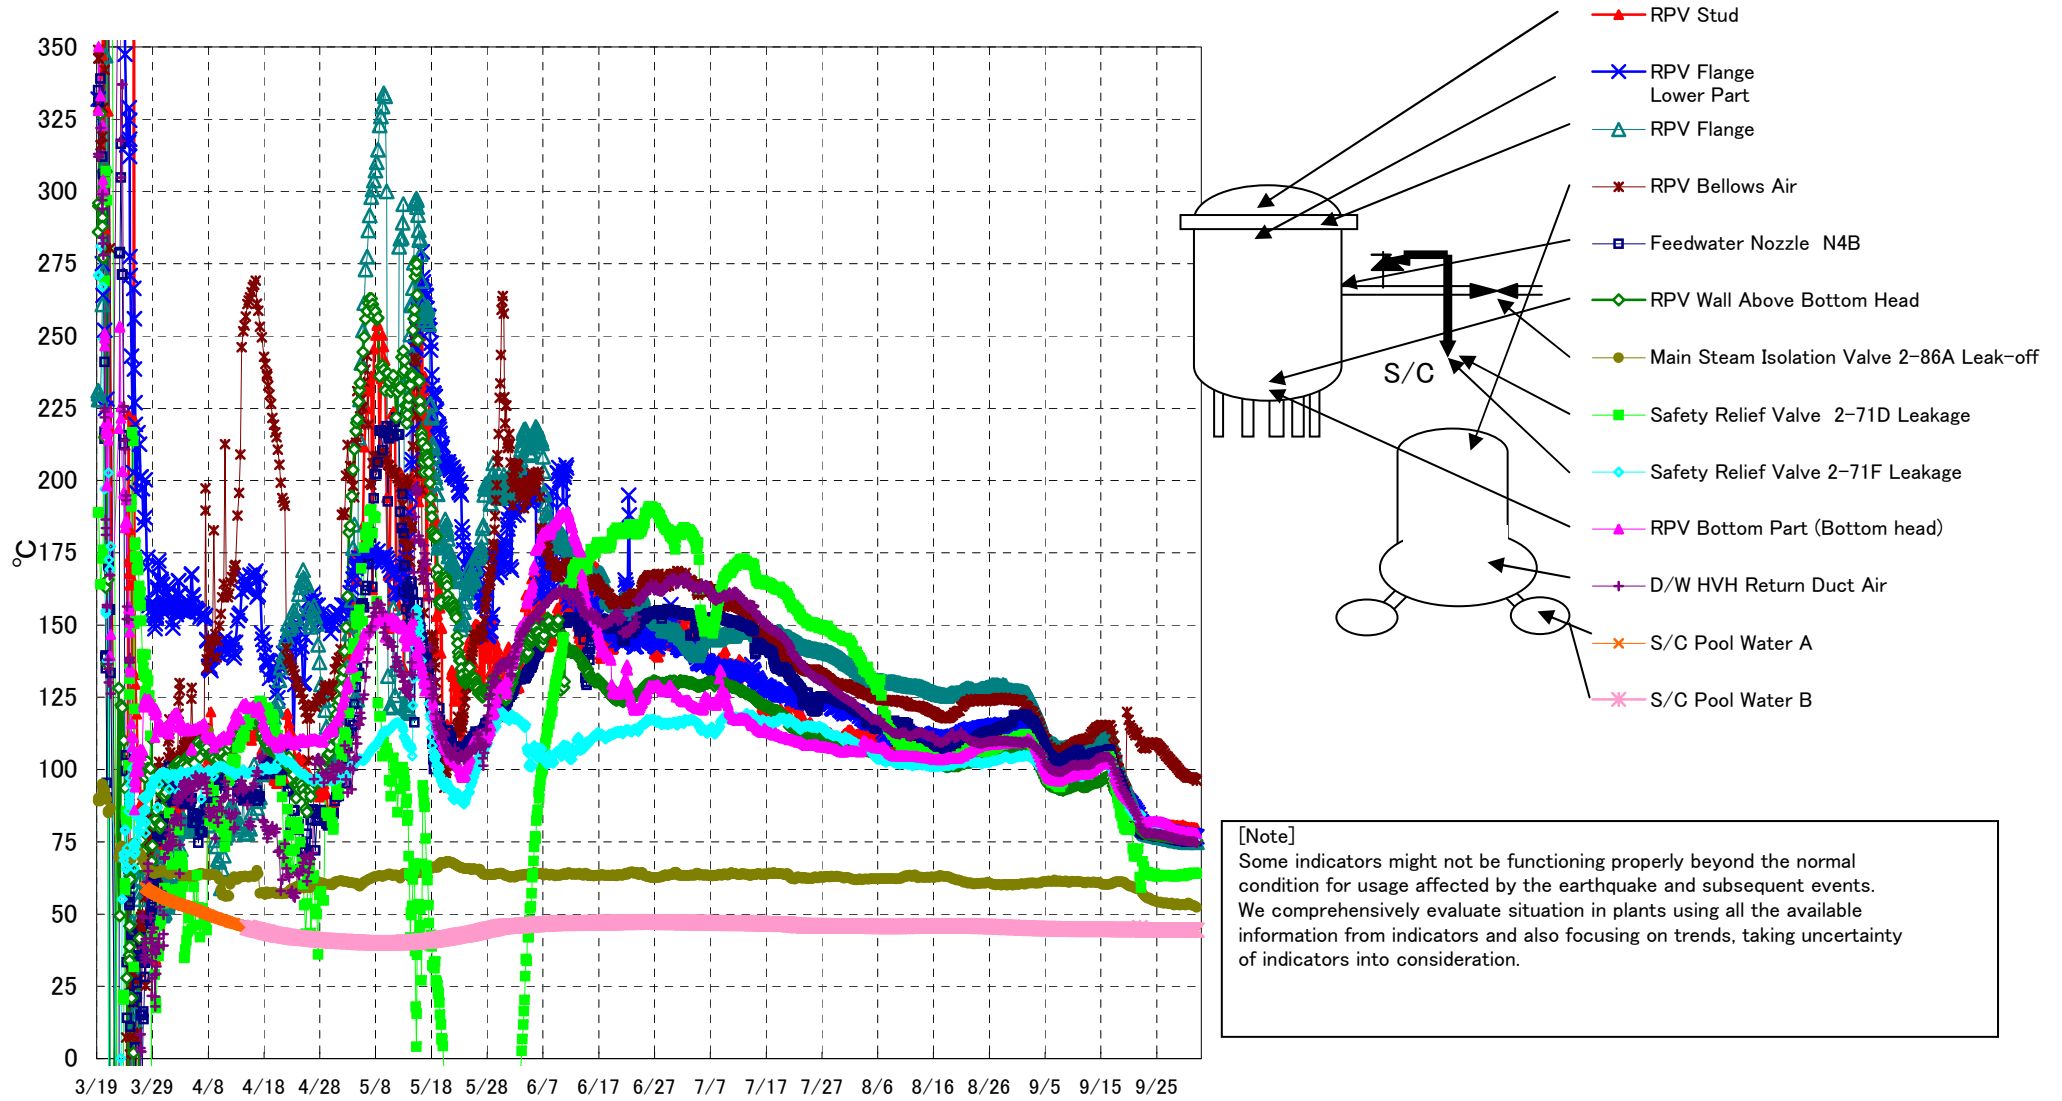 350
325
300
275
250
225
200
175
150
125
100
75
50
25
0
°C
3/19 3/29 4/8 4/18 4/28 5/8 5/18 5/28 6/7 6/17 6/27 7/7 7/17 7/27 8/6 8/16 8/26 9/5 9/15 9/25
RPV Stud
RPV Flange
Lower Part
RPV Flange
RPV Bellows Air
Feedwater Nozzle N4B
RPV Wall Above Bottom Head
Main Steam Isolation Valve 2-86A Leak-off
Safety Relief Valve 2-71D Leakage
Safety Relief Valve 2-71F Leakage
RPV Bottom Part (Bottom head)
D/W HVH Return Duct Air
S/C Pool Water A
S/C Pool Water B
S/C
[Note]
Some indicators might not be functioning properly beyond the normal
condition for usage affected by the earthquake and subsequent events.
We comprehensively evaluate situation in plants using all the available
information from indicators and also focusing on trends, taking uncertainty
of indicators into consideration.